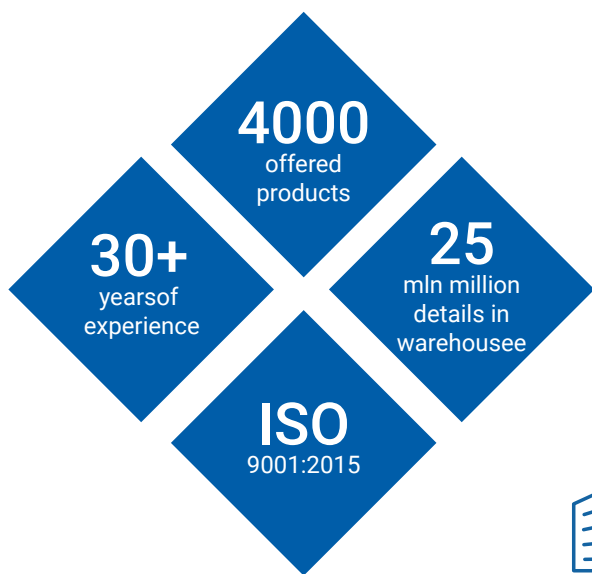 4000
offered
products
30+
yearsof
experience
25
mln million
details in
warehousee
ISO
9001:2015